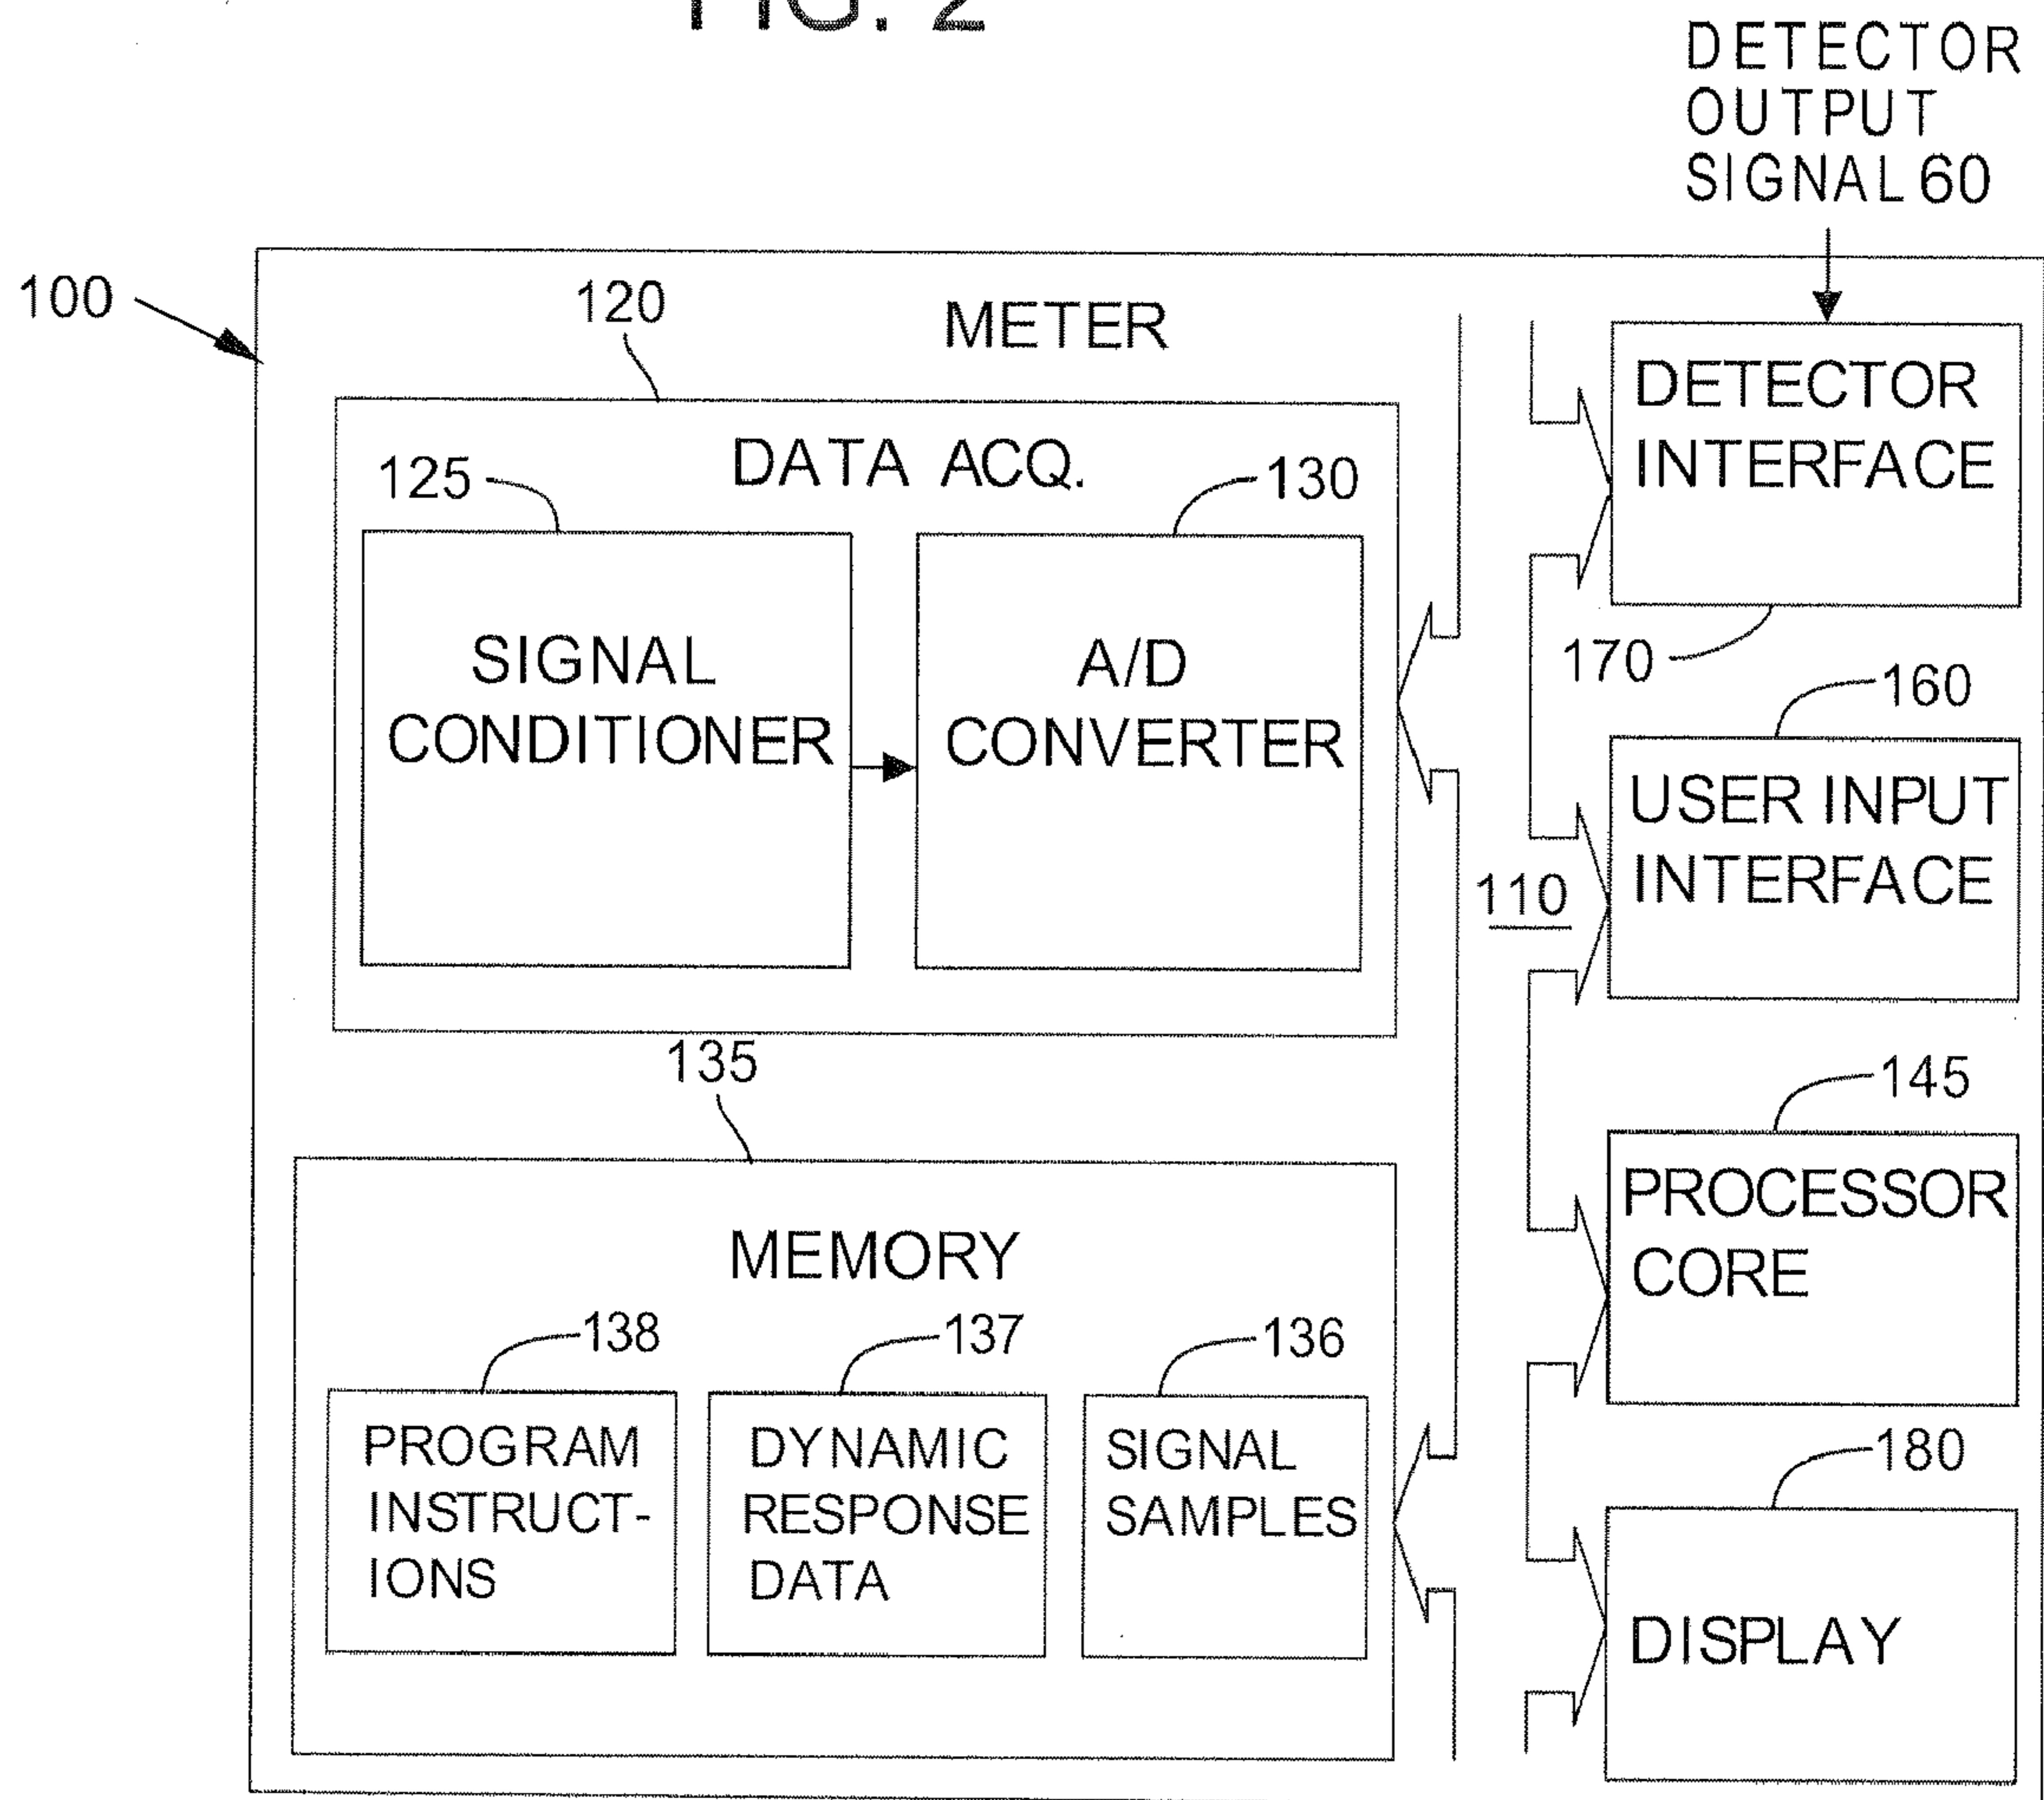 FIG. 2
DETECTOR
OUTPUT
SIGNAL 60
100
120
METER
DATA ACQ.
125
130
SIGNAL
CONDITIONER
A/D
CONVERTER
DETECTOR
INTERFACE
170
160
USER INPUT
INTERFACE
110
135
145
PROCESSOR
CORE
MEMORY
138
137
136
PROGRAM
INSTRUCT-
IONS
DYNAMIC
RESPONSE
DATA
SIGNAL
SAMPLES
180
DISPLAY